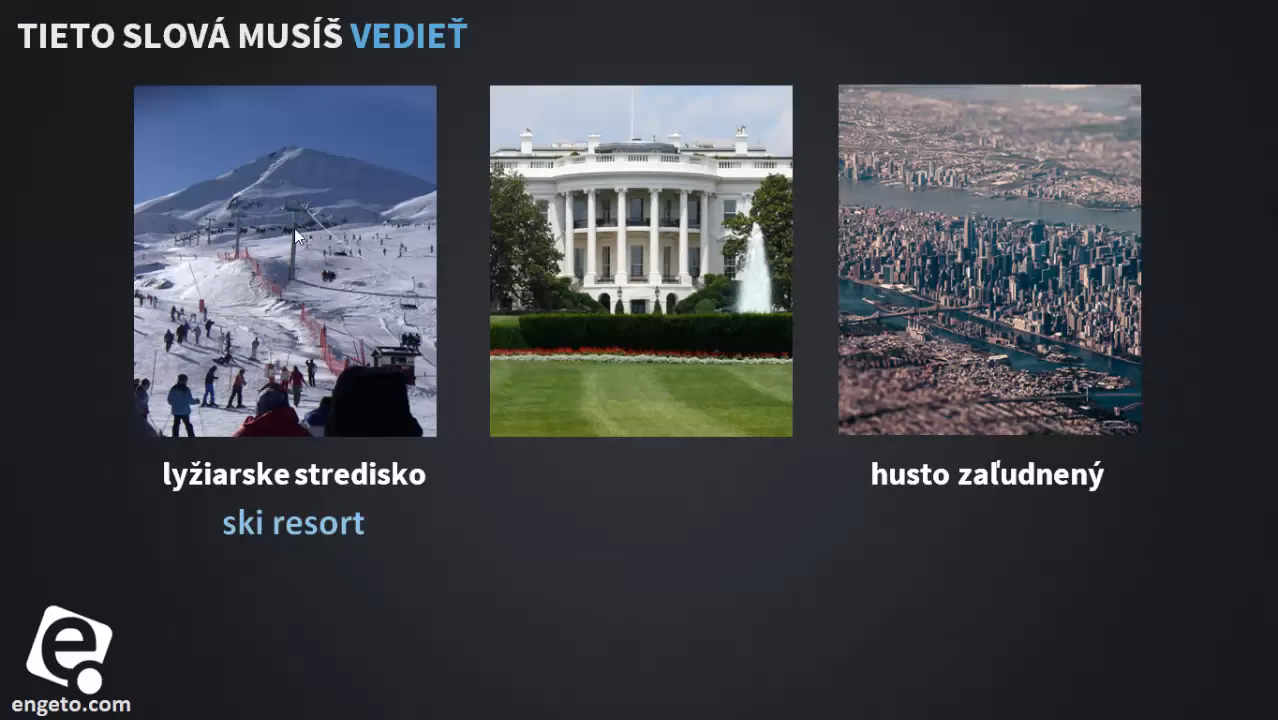 TIETO SLOVÁ MUSÍŠ VEDIEŤ
lyžiarske stredisko
ski resort
husto zaľudnený
e
engeto.com